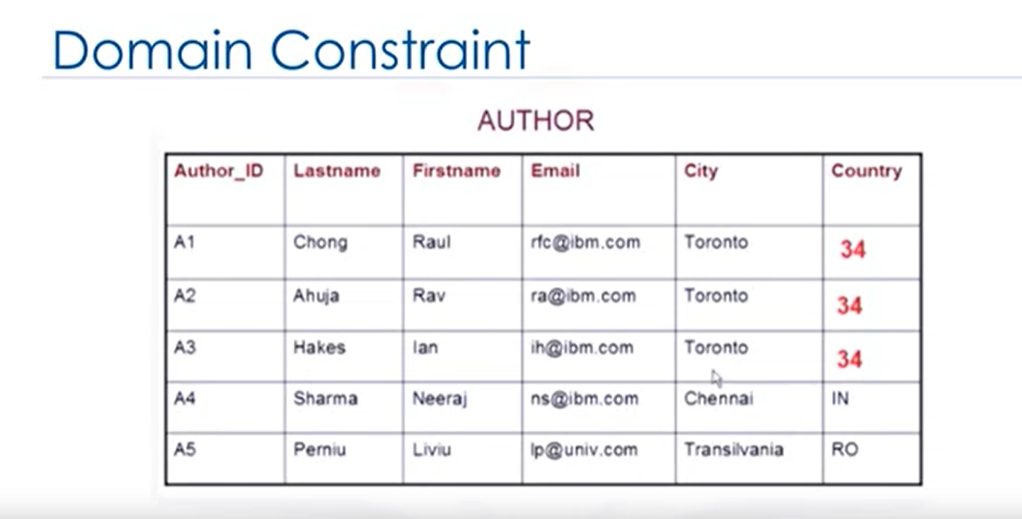 Domain Constraint
AUTHOR
Author_ID Lastname Firstname Email City Country
A1 Chong Raul rfc@ibm.com Toronto 34
A2 Ahuja Rav ra@ibm.com Toronto 34
A3 Hakes Ian ih@ibm.com Toronto 34
A4 Sharma Neeraj ns@ibm.com Chennai IN
A5 Perniu Liviu lp@univ.com Transilvania RO